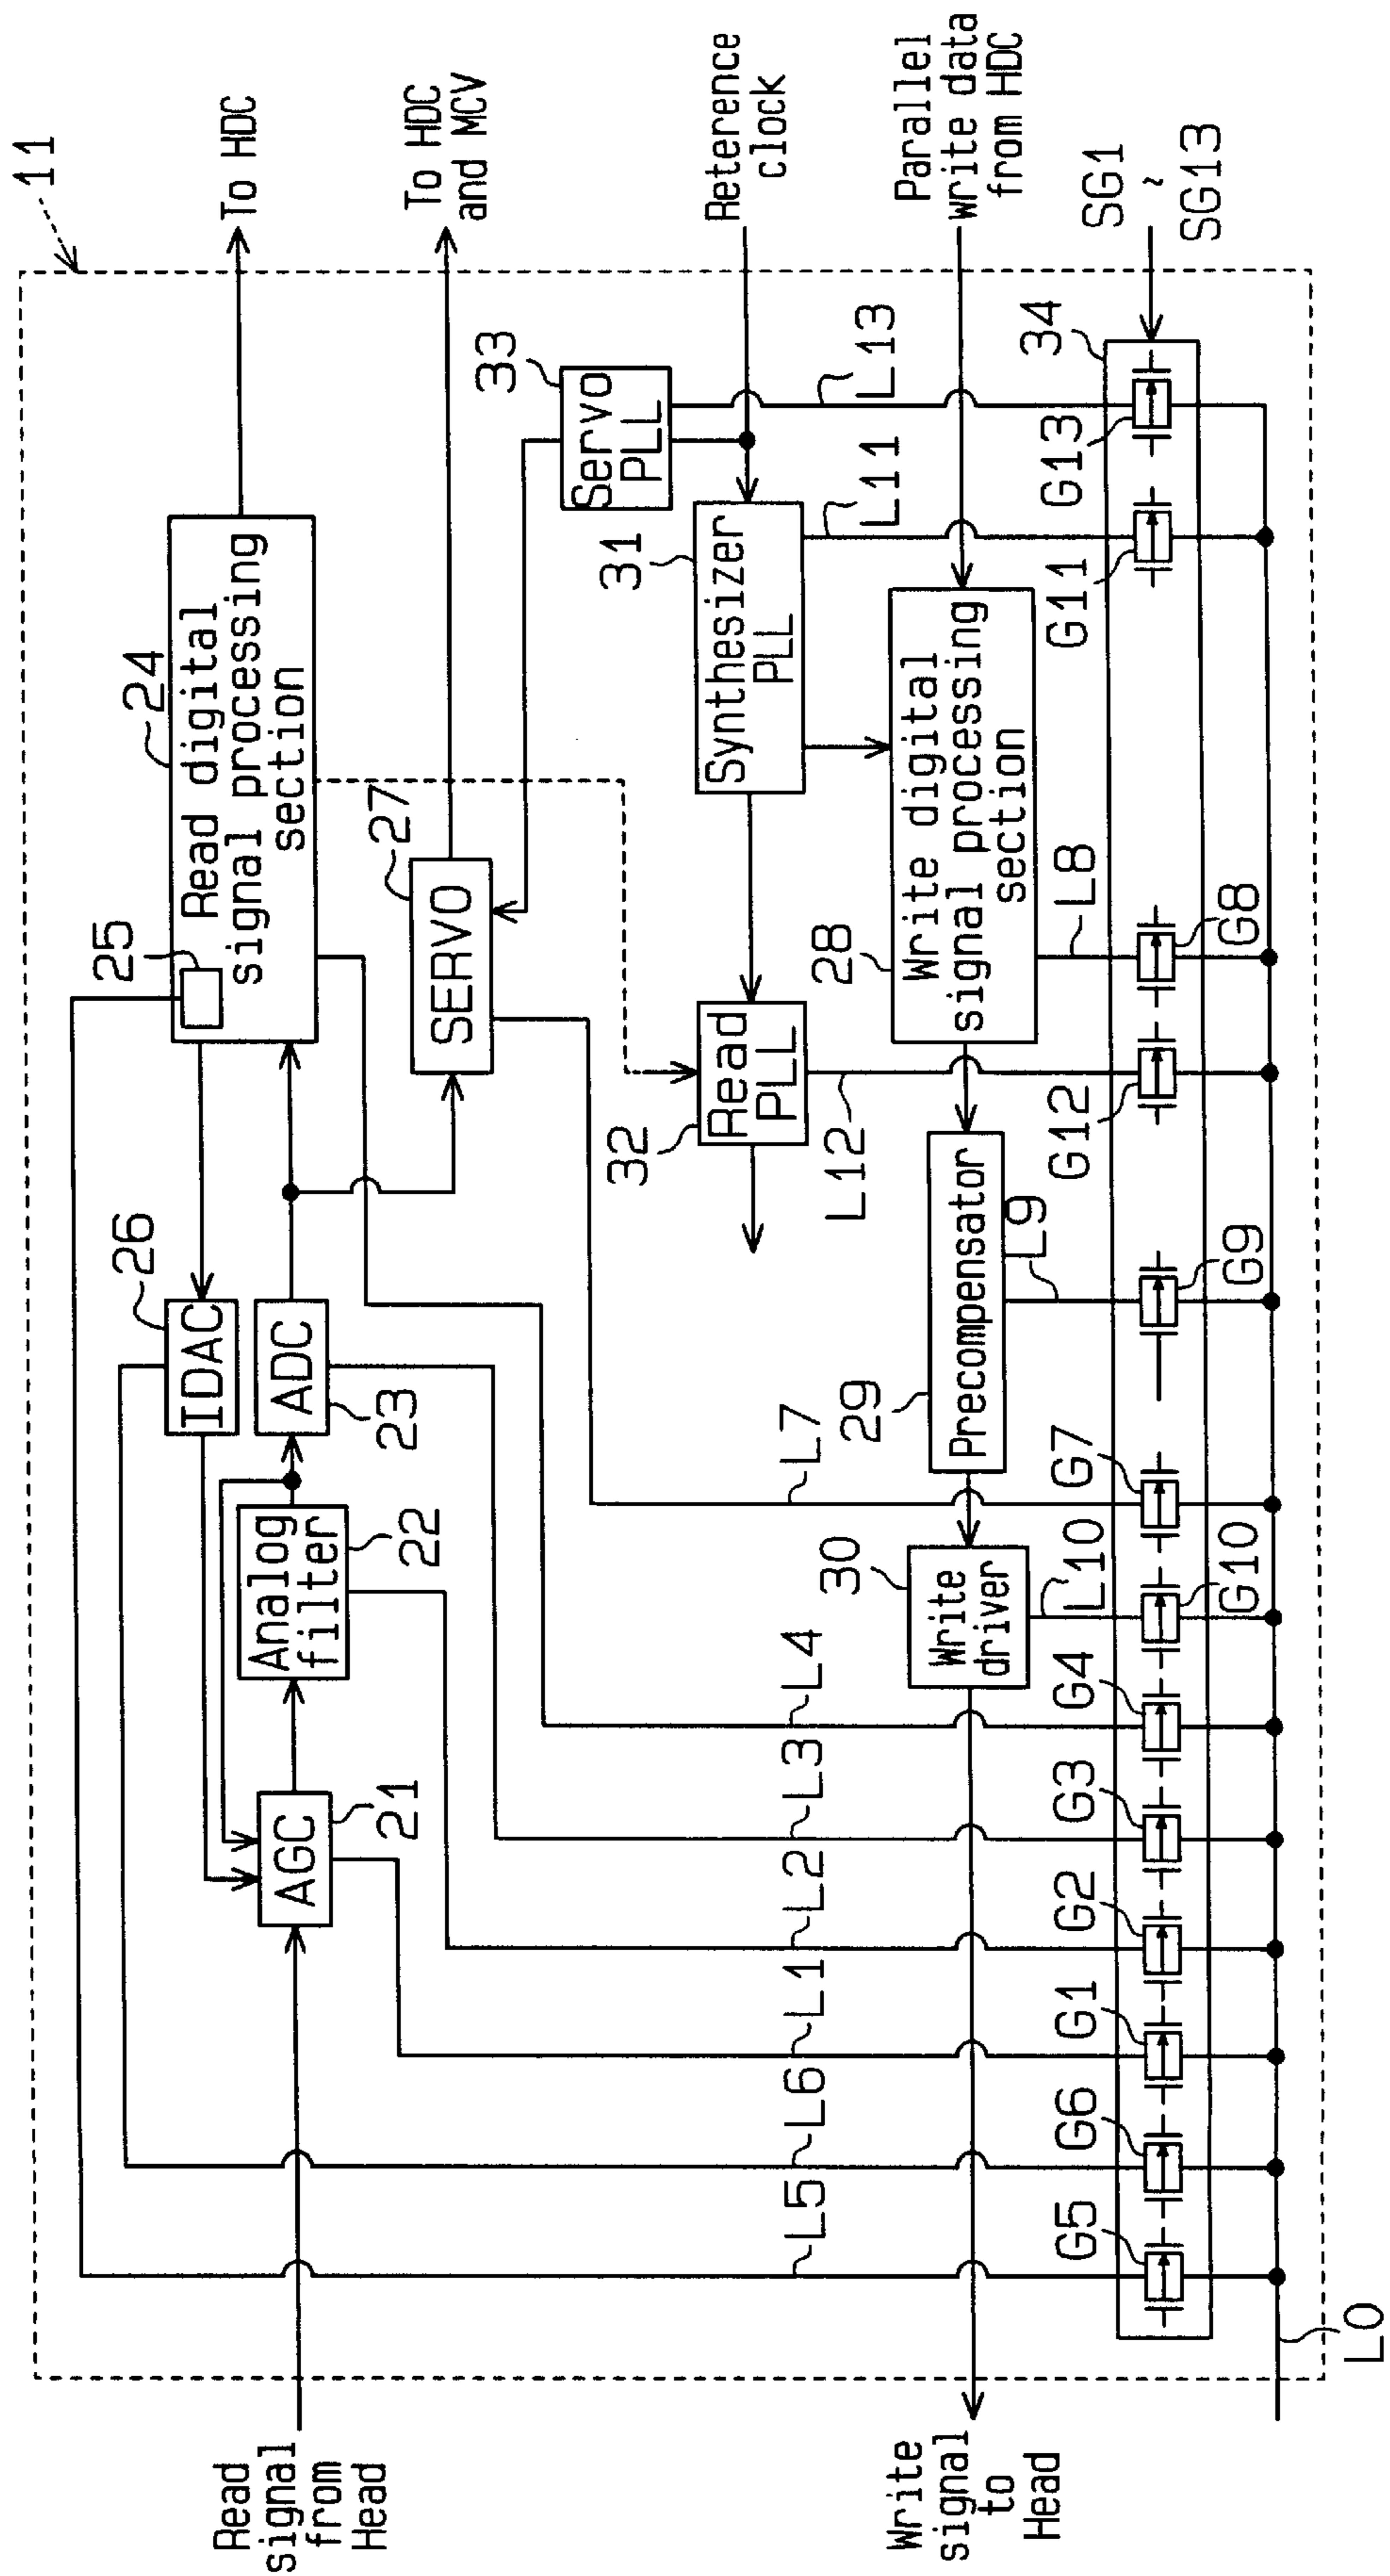 11
Read
signal
from
Head
To HDC
To HDC
and MCV
Reterence
clock
Parallel
write data
from HDC
SG1
~
SG13
Write
signal
to
Head
25
24
Read digital
signal processing
section
26
IDAC
ADC
23
Analog
filter
22
AGC
21
27
SERVO
33
Servo
PLL
31
Synthesizer
PLL
32
Read
PLL
28
Write digital
signal processing
section
29
Precompensator
30
Write
driver
L5
L6
L1
L2
L3
L4
L10
L7
L9
L12
L8
L11
L13
34
G5
G6
G1
G2
G3
G4
G10
G7
G9
G12
G8
G11
G13
L0